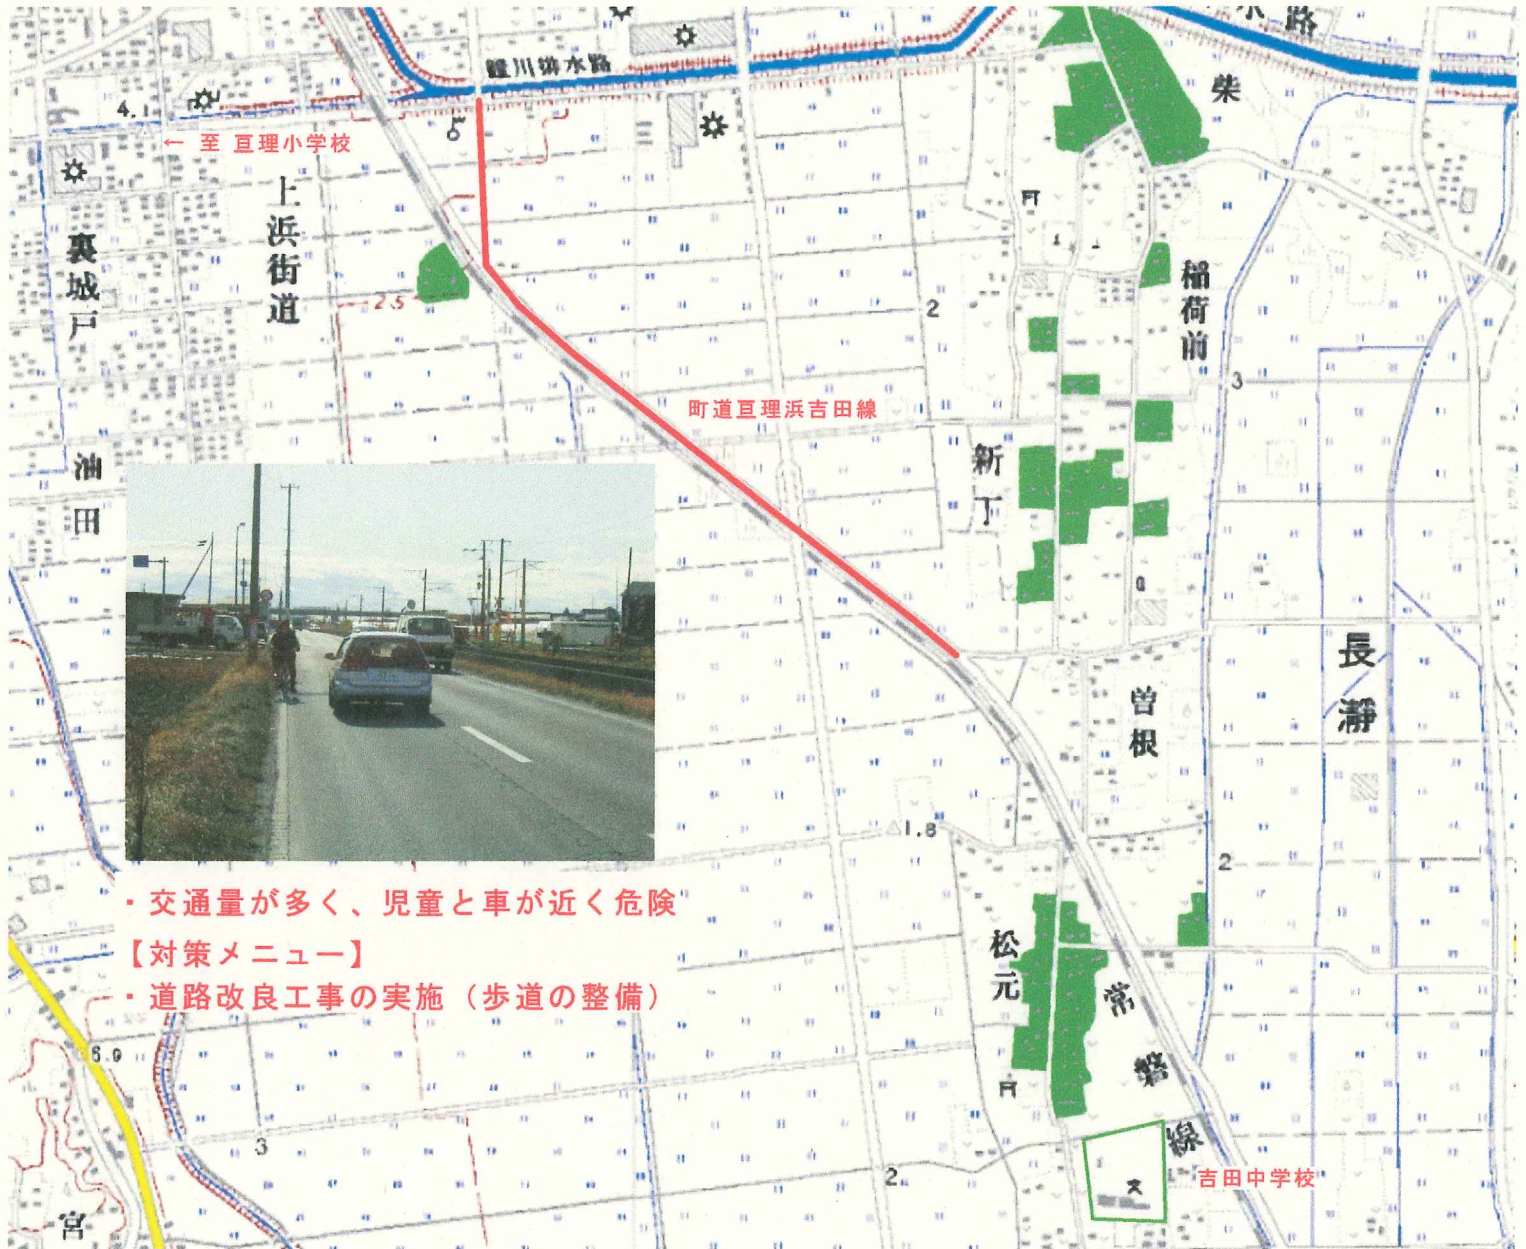 水路
鐙川排水路
柴
4.1
← 至 亘理小学校
上浜街道
裏城戸
稲荷前
2.5
2
3
町道亘理浜吉田線
新丁
油田
長瀞
曽根
1.8
2
・交通量が多く、児童と車が近く危険
【対策メニュー】
・道路改良工事の実施（歩道の整備）
松元
常磐線
6.9
3
2
吉田中学校
文
宮